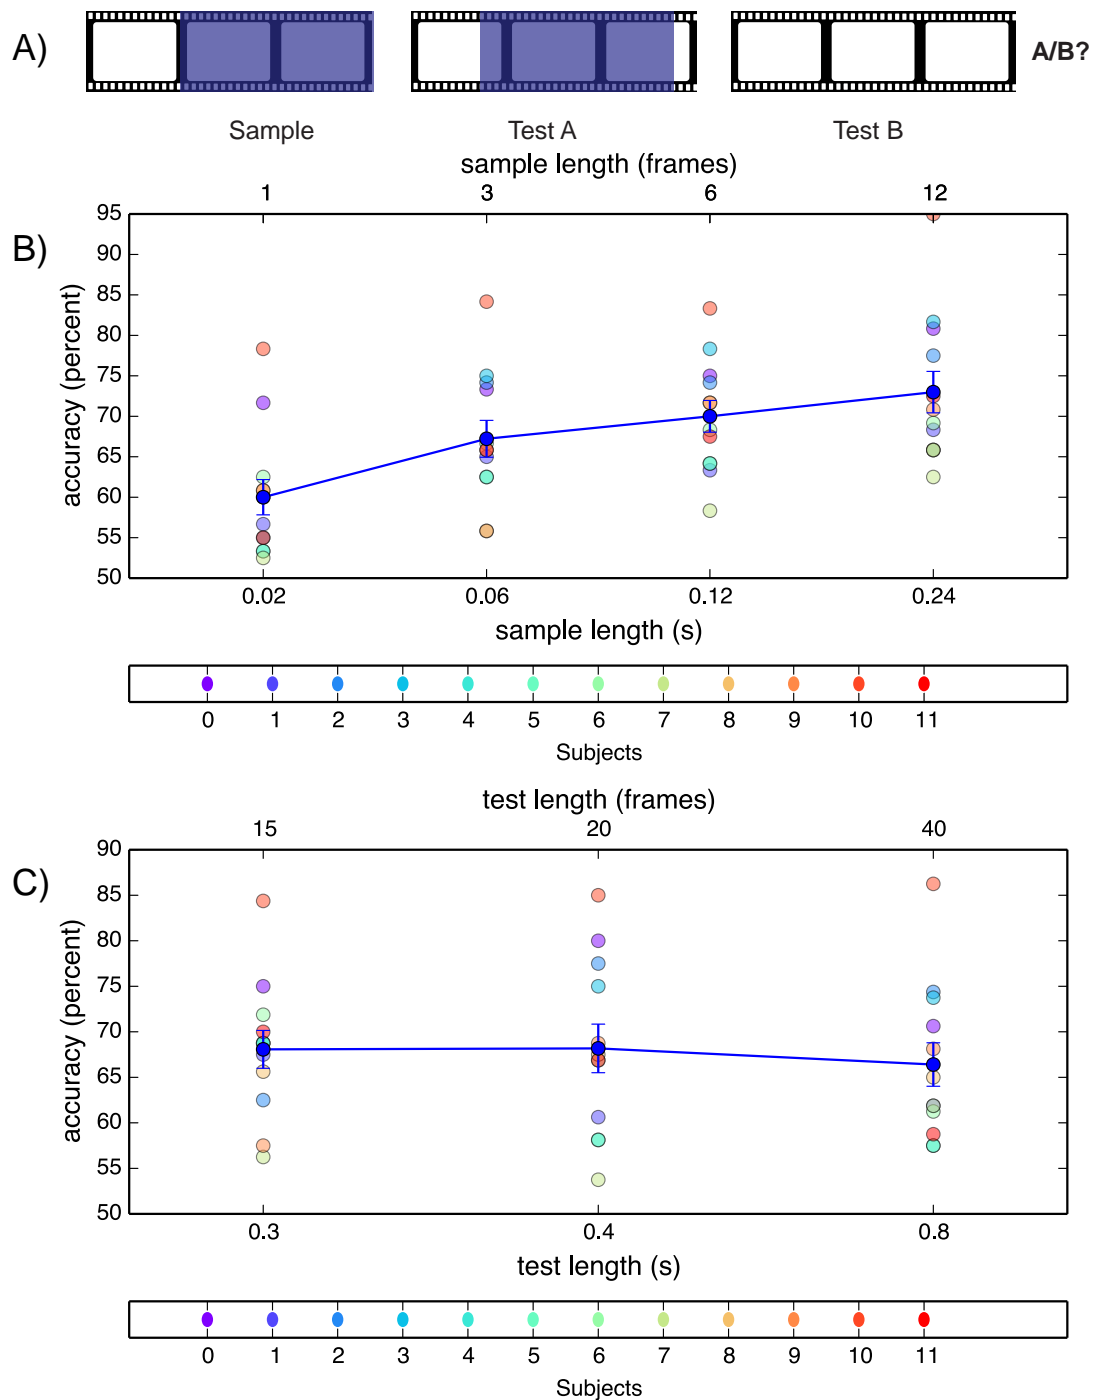 A)
A/B?
Sample Test A Test B
sample length (frames)
1 3 6 12
B)
95
90
85
80
75
70
65
60
55
50
accuracy (percent)
0.02 0.06 0.12 0.24
sample length (s)
0 1 2 3 4 5 6 7 8 9 10 11
Subjects
test length (frames)
15 20 40
C)
90
85
80
75
70
65
60
55
50
accuracy (percent)
0.3 0.4 0.8
test length (s)
0 1 2 3 4 5 6 7 8 9 10 11
Subjects